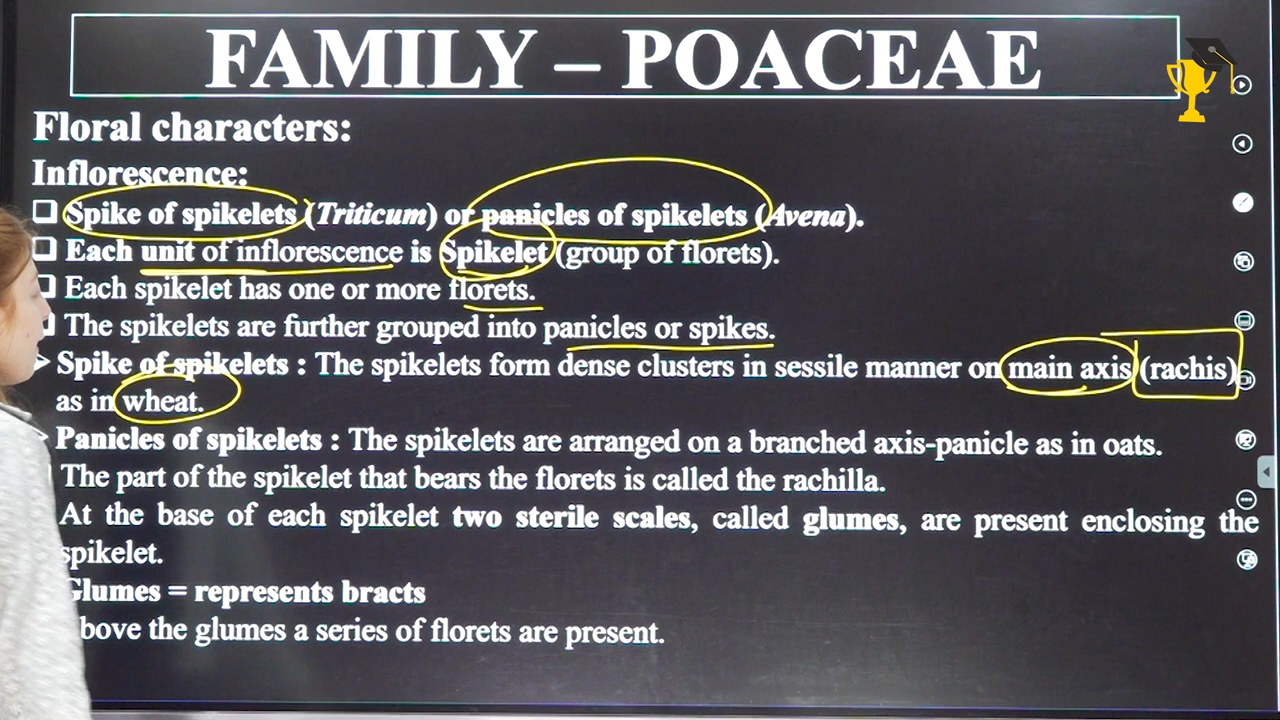 FAMILY – POACEAE
Floral characters:
Inflorescence:
❑ Spike of spikelets (Triticum) or panicles of spikelets (Avena).
❑ Each unit of inflorescence is Spikelet (group of florets).
❑ Each spikelet has one or more florets.
❑ The spikelets are further grouped into panicles or spikes.
➤ Spike of spikelets : The spikelets form dense clusters in sessile manner on main axis (rachis)
as in wheat.
➤ Panicles of spikelets : The spikelets are arranged on a branched axis-panicle as in oats.
The part of the spikelet that bears the florets is called the rachilla.
At the base of each spikelet two sterile scales, called glumes, are present enclosing the
spikelet.
Glumes = represents bracts
bove the glumes a series of florets are present.